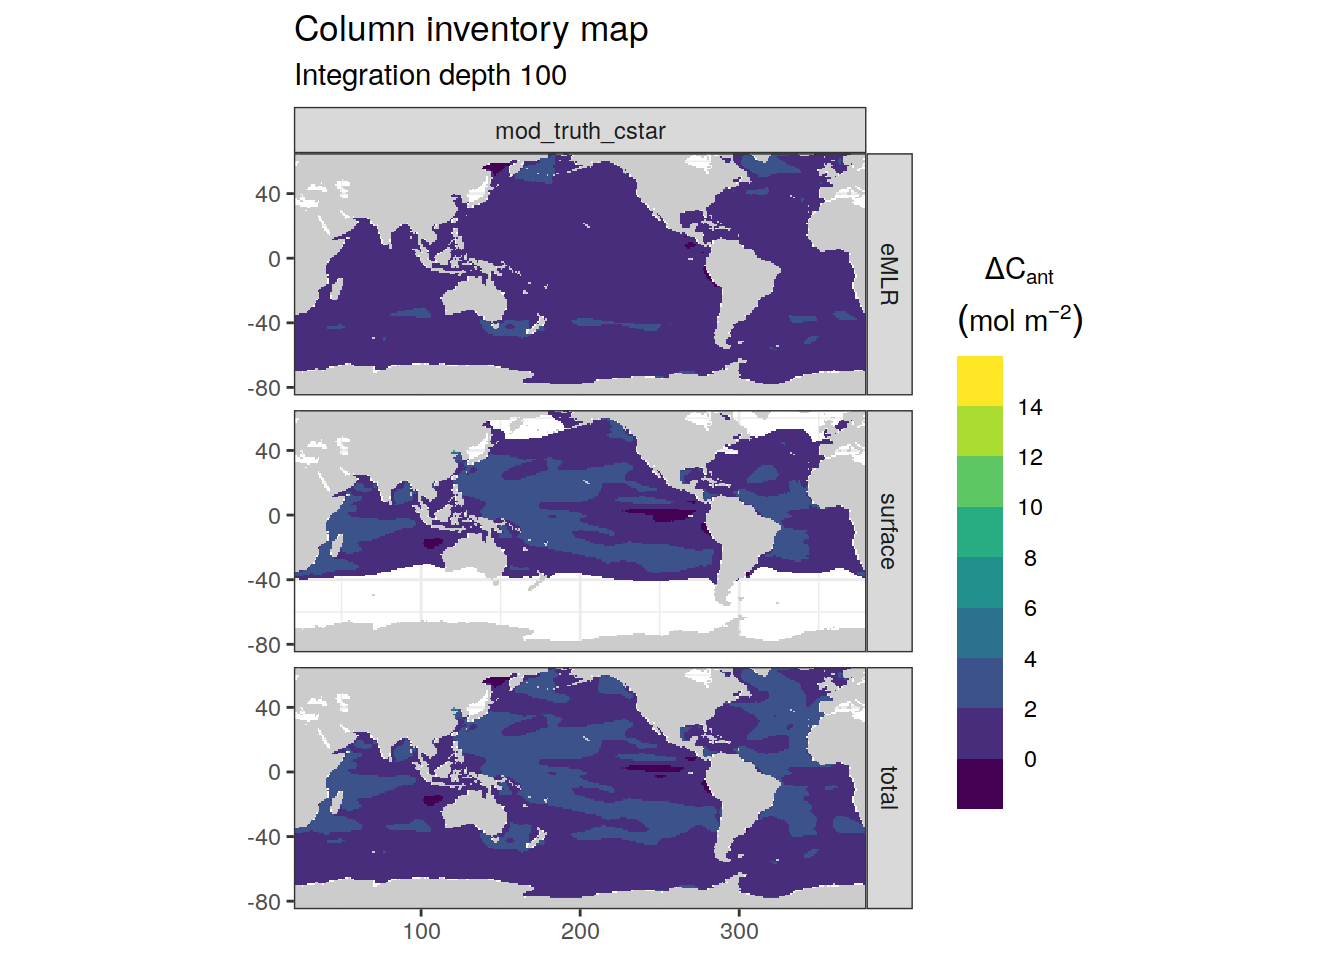 Column inventory map
Integration depth 100
mod_truth_cstar
40
0
-40
-80
eMLR
40
0
-40
-80
surface
40
0
-40
-80
total
100
200
300
ΔCant
(mol m−2)
14
12
10
8
6
4
2
0